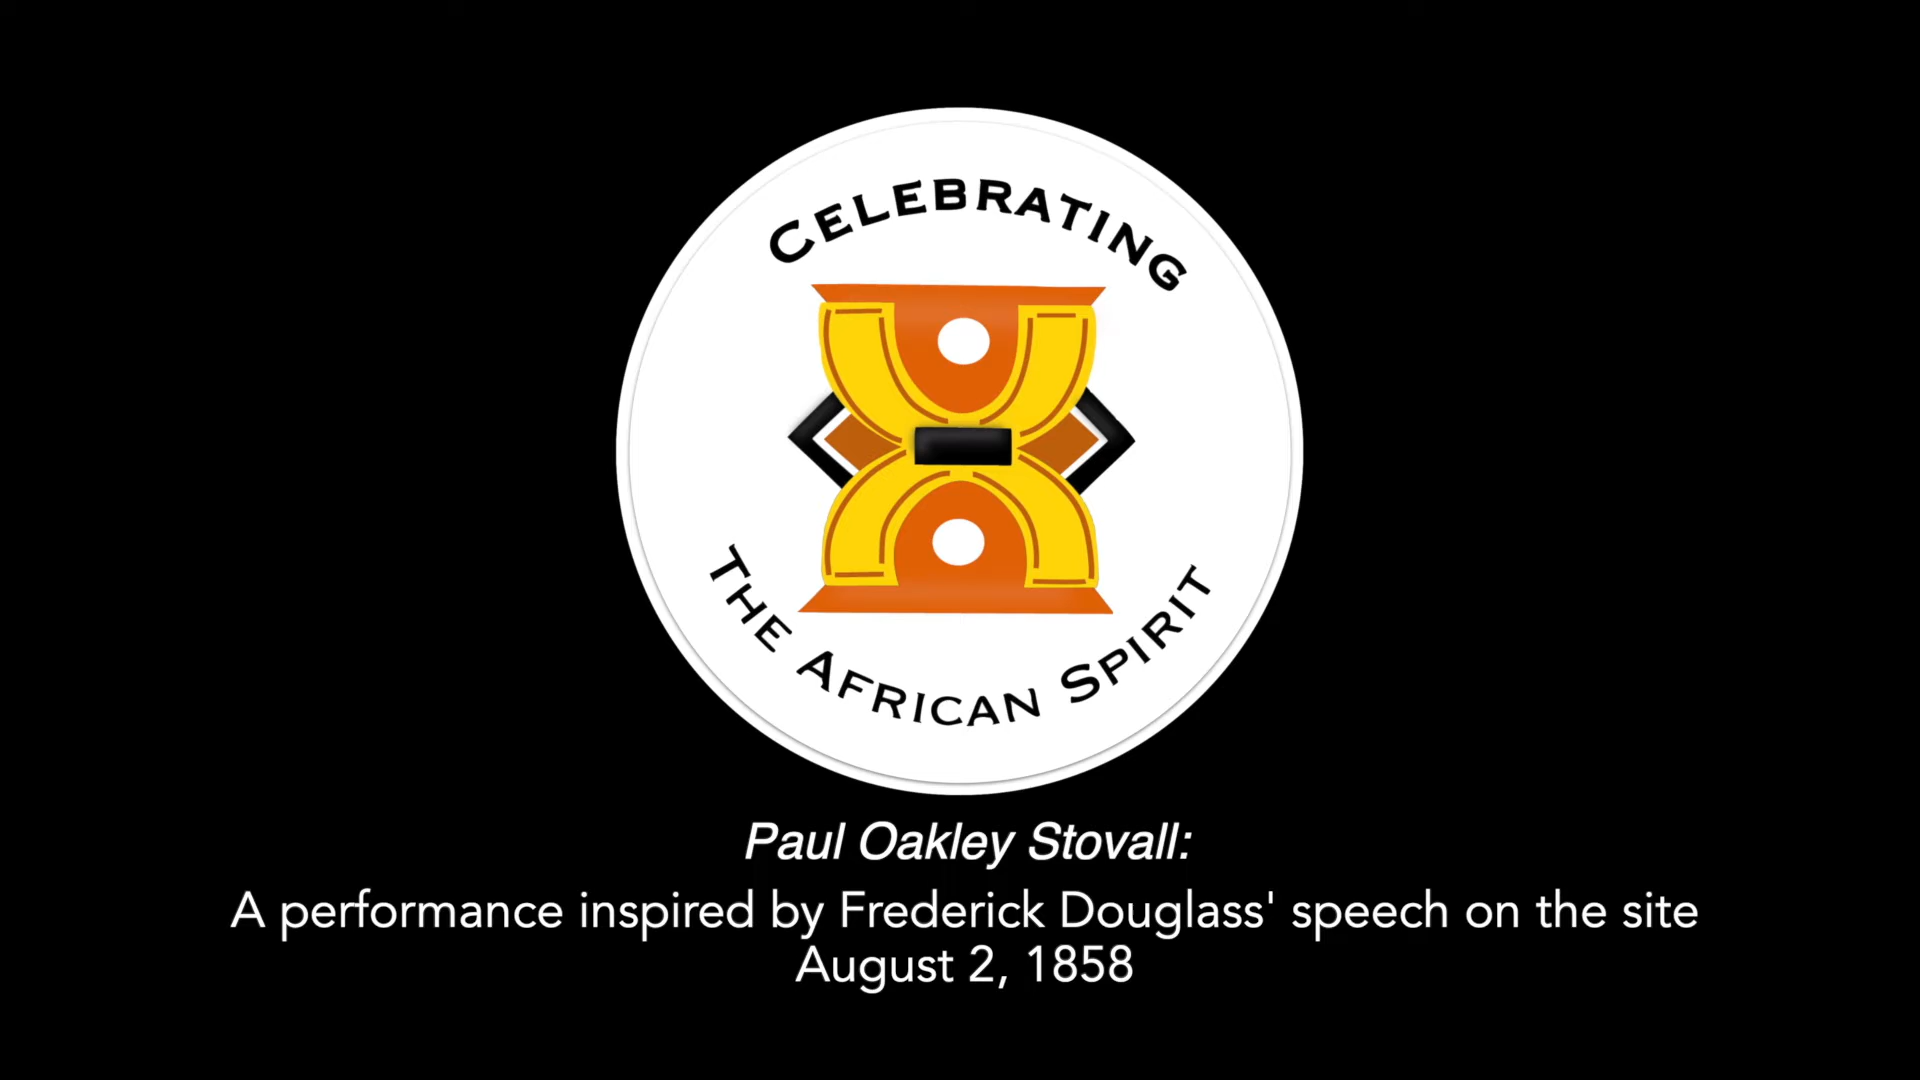 CELEBRATING
THE AFRICAN SPIRIT
Paul Oakley Stovall:
A performance inspired by Frederick Douglass' speech on the site
August 2, 1858